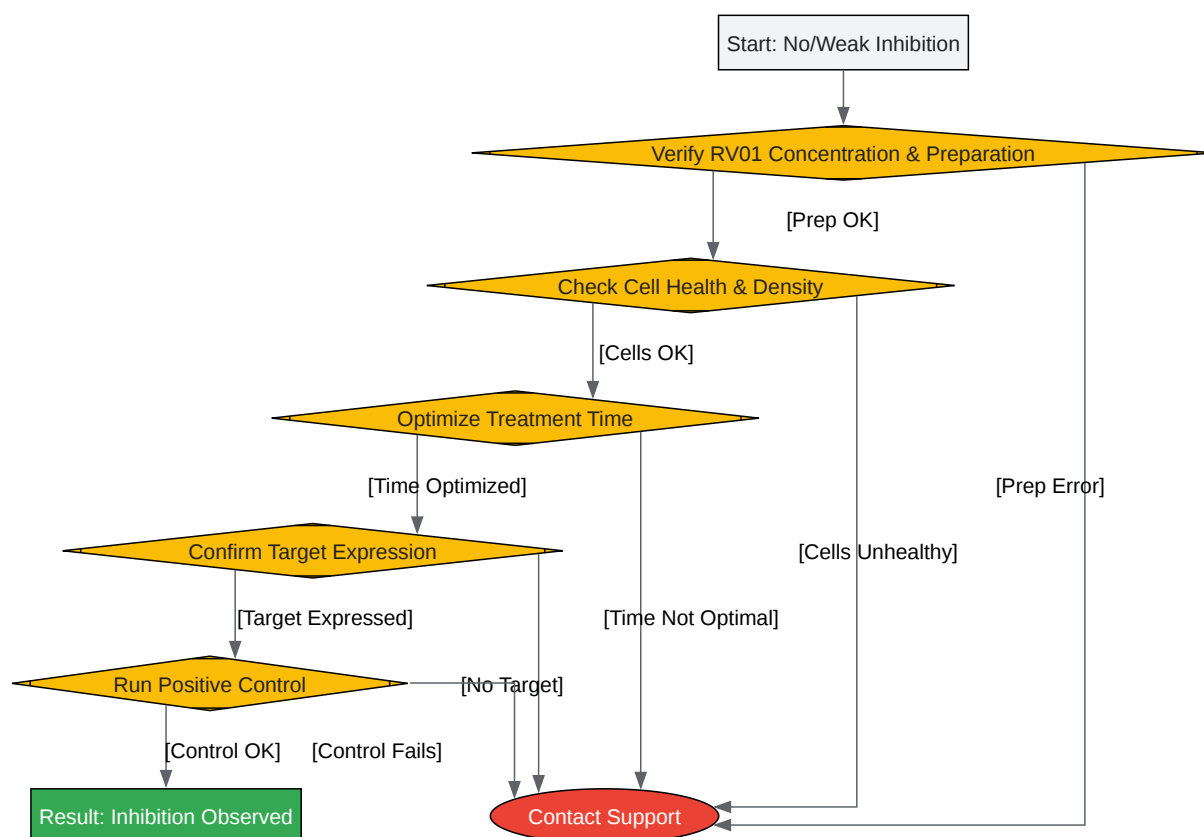 Start: No/Weak Inhibition
Verify RV01 Concentration & Preparation
[Prep OK]
Check Cell Health & Density
[Cells OK]
Optimize Treatment Time
[Time Optimized]
[Prep Error]
Confirm Target Expression
[Cells Unhealthy]
[Target Expressed]
[Time Not Optimal]
Run Positive Control
[No Target]
[Control OK]
[Control Fails]
Result: Inhibition Observed
Contact Support